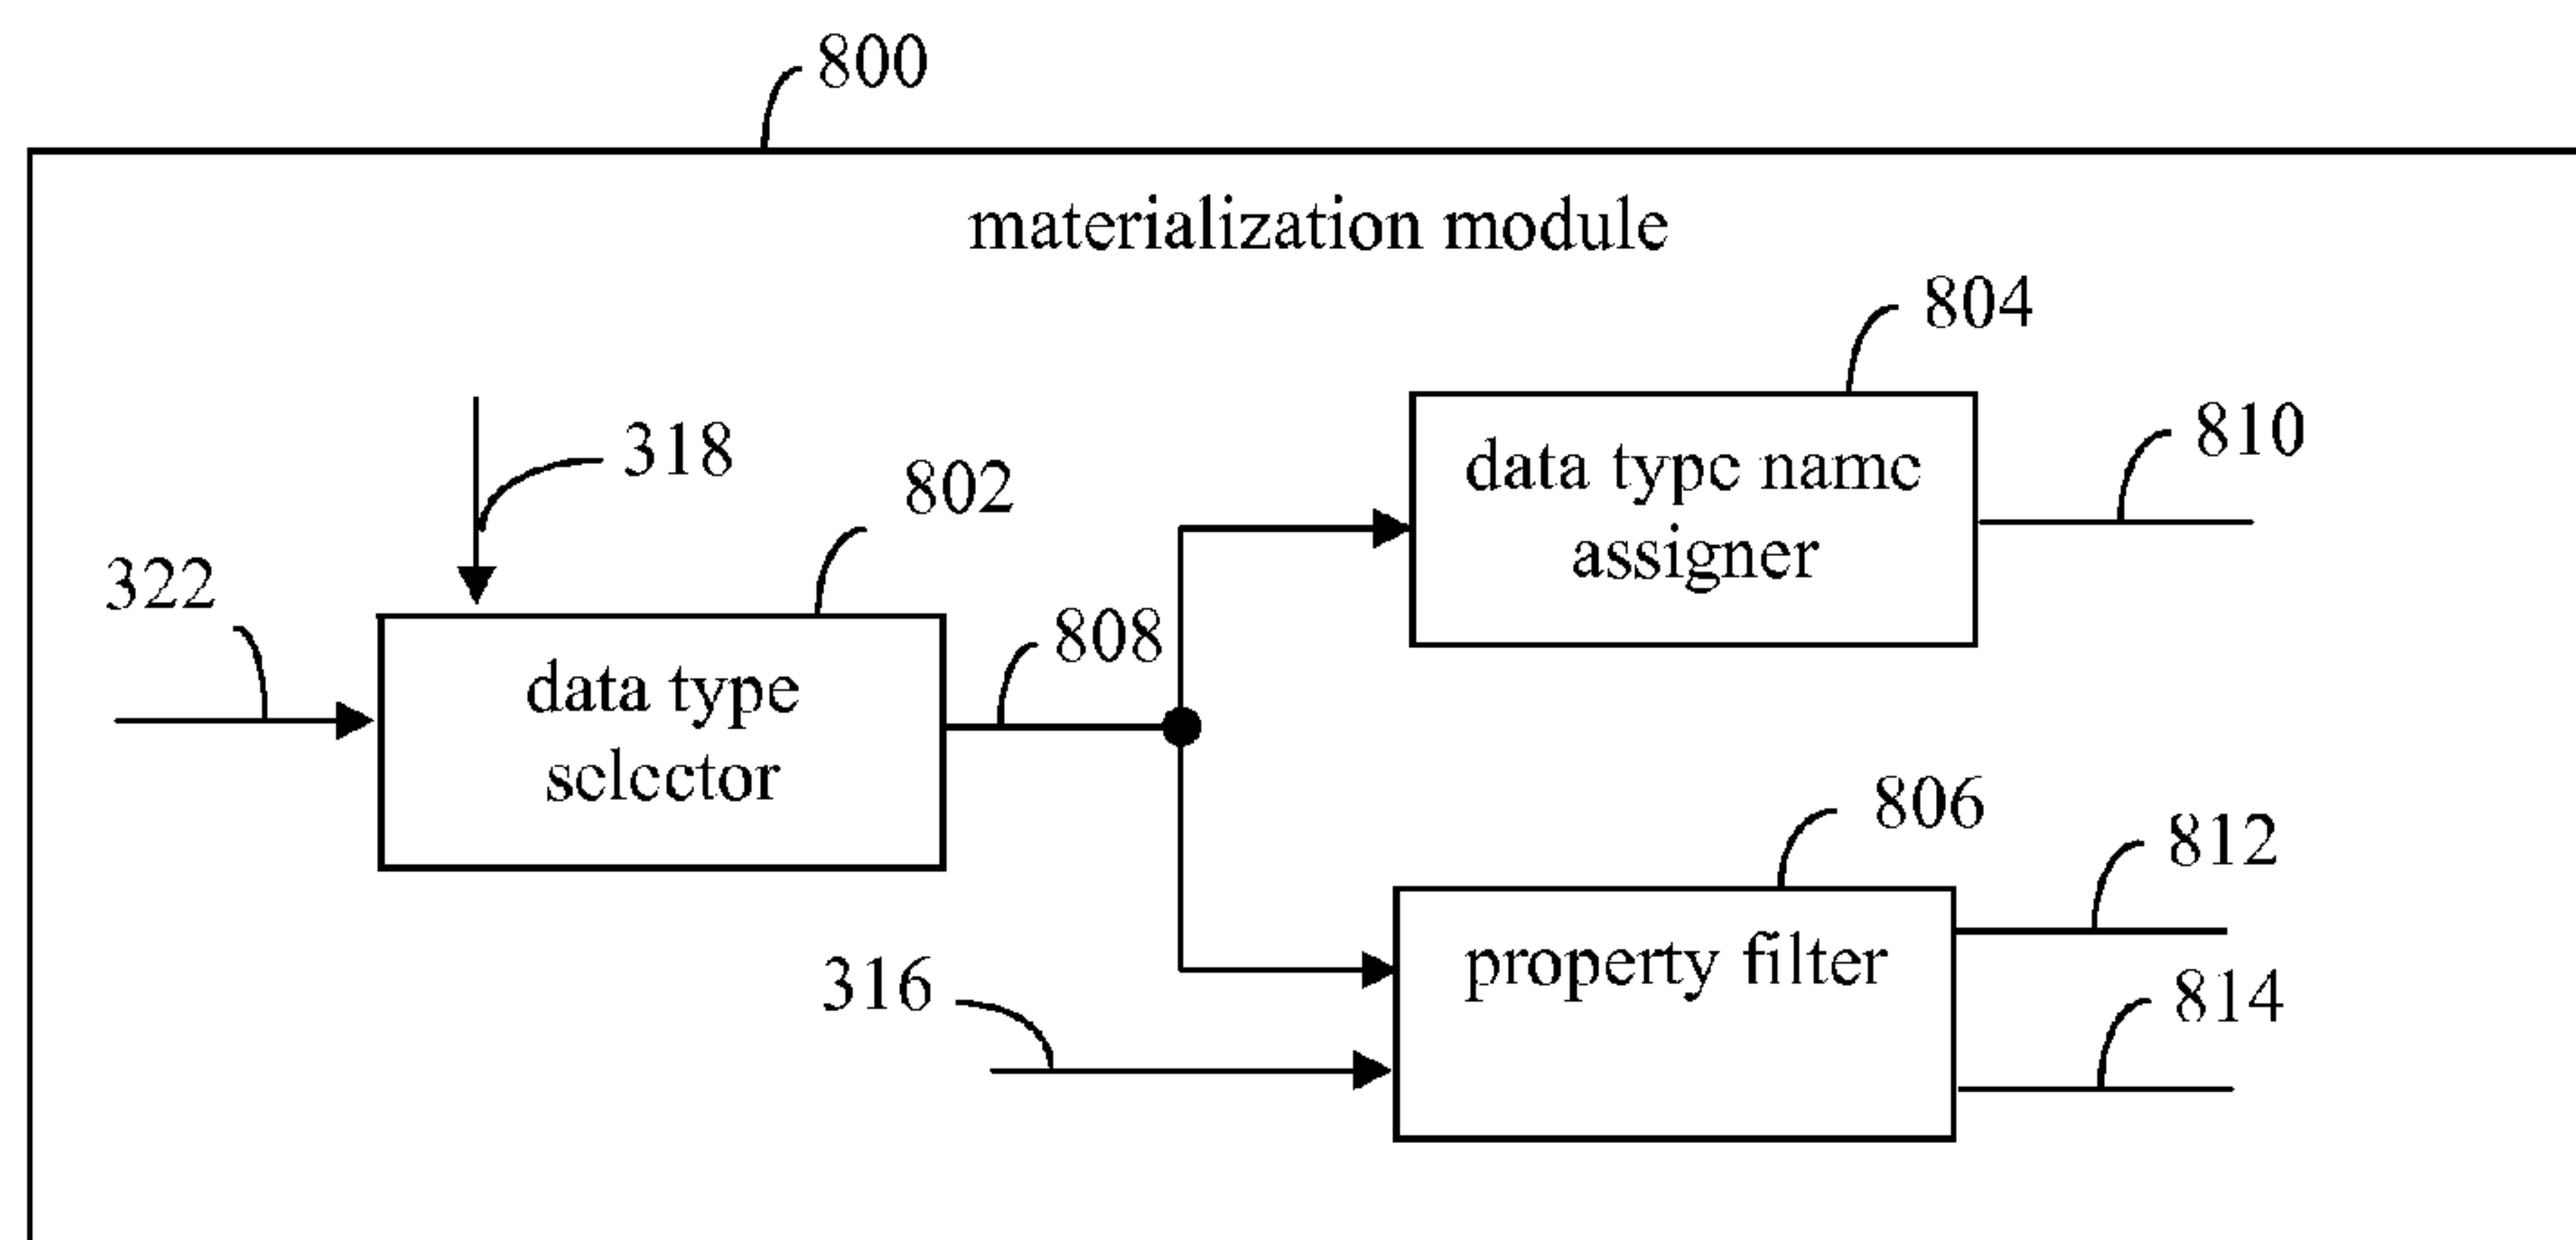 800
materialization module
804
810
data type name
assigner
318
802
322
808
data type
selector
806
812
property filter
316
814